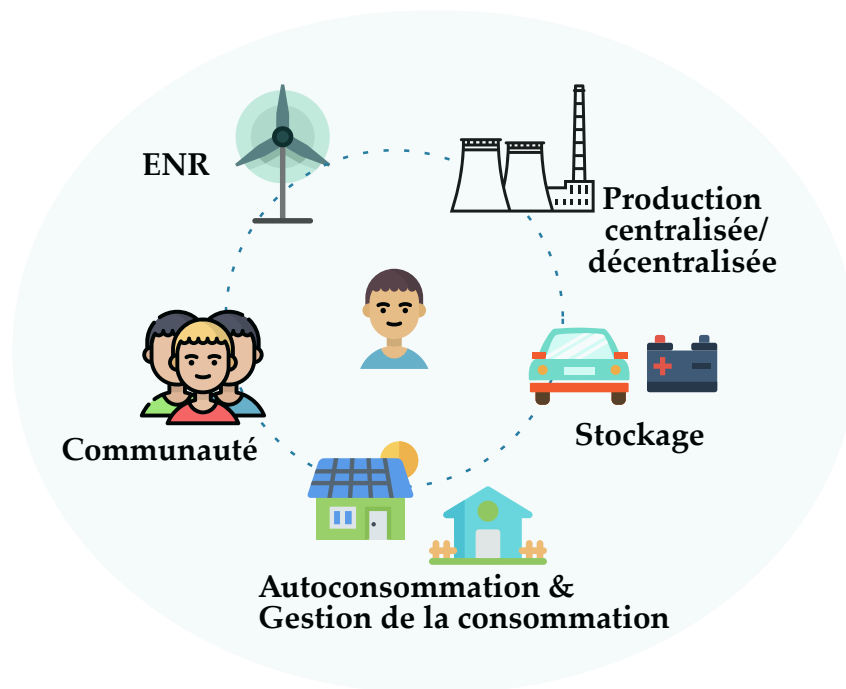 ENR
Production
centralisée/
décentralisée
Communauté
Stockage
Autoconsommation &
Gestion de la consommation